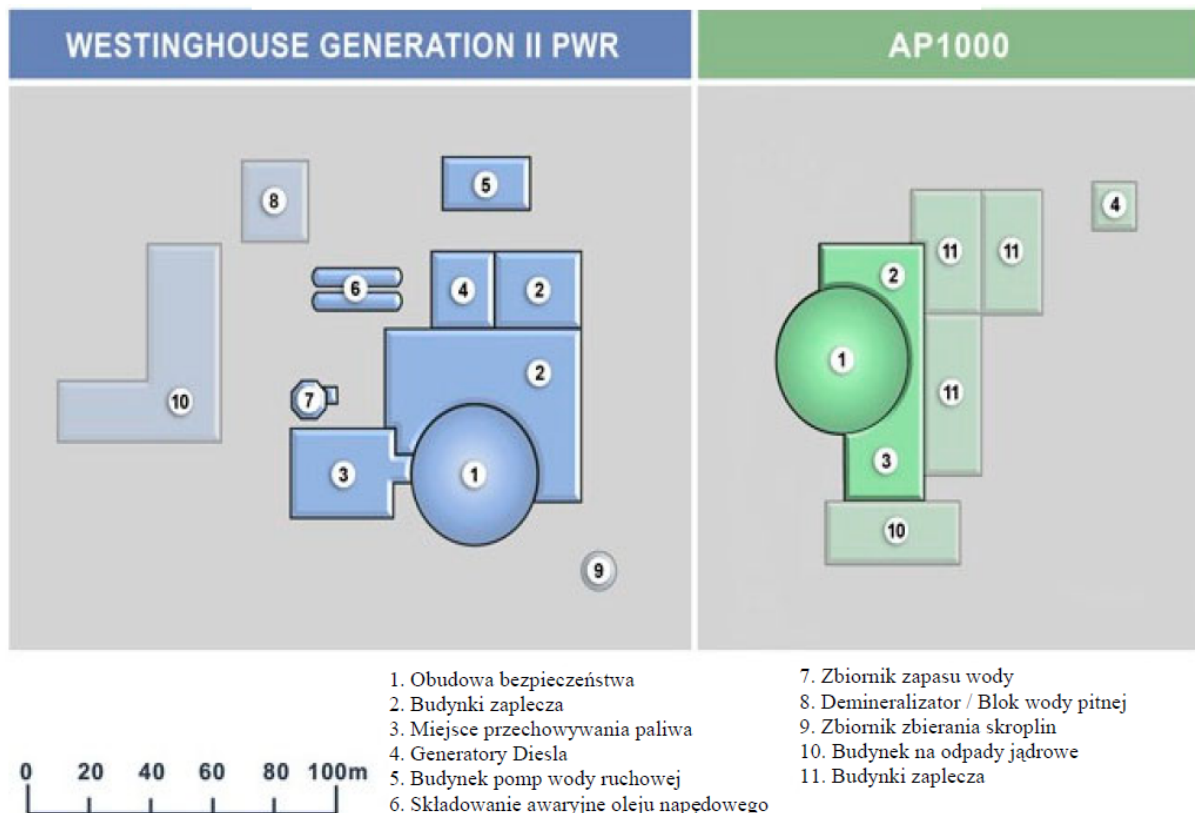 WESTINGHOUSE GENERATION II PWR
AP1000
8
5
6
4
2
2
7
10
3
1
9
4
11
11
2
1
11
3
10
1. Obudowa bezpieczeństwa
2. Budynki zaplecza
3. Miejsce przechowywania paliwa
4. Generatory Diesla
5. Budynek pomp wody ruchowej
6. Składowanie awaryjne oleju napędowego
7. Zbiornik zapasu wody
8. Demineralizator / Blok wody pitnej
9. Zbiornik zbierania skroplin
10. Budynek na odpady jądrowe
11. Budynki zaplecza
0 20 40 60 80 100m